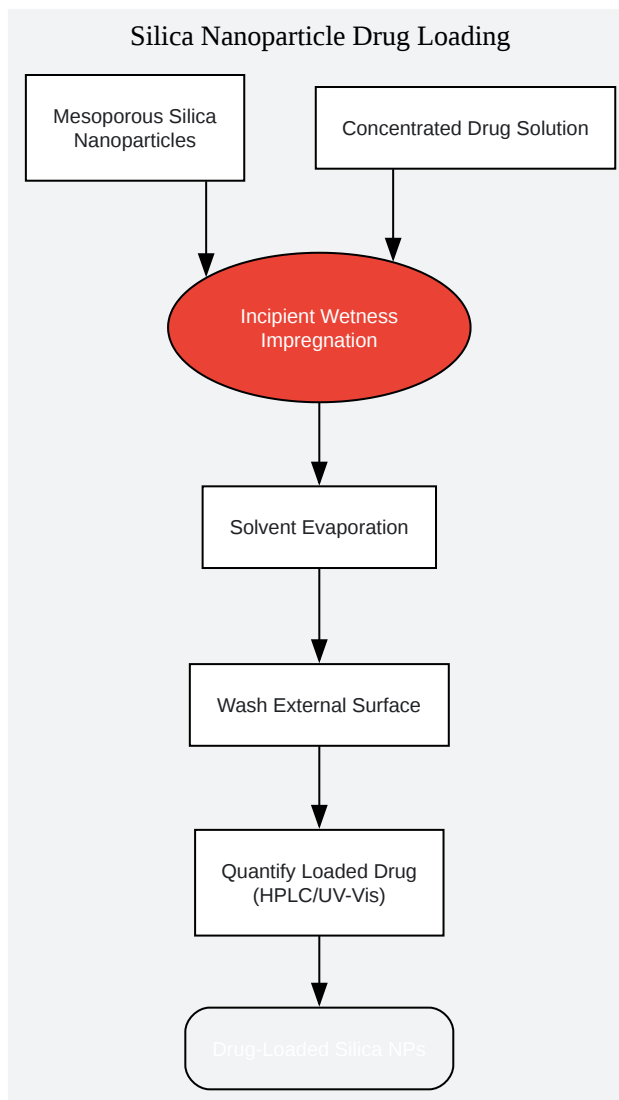 Silica Nanoparticle Drug Loading
Mesoporous Silica
Nanoparticles
Concentrated Drug Solution
Incipient Wetness
Impregnation
Solvent Evaporation
Wash External Surface
Quantify Loaded Drug
(HPLC/UV-Vis)
Drug-Loaded Silica NPs